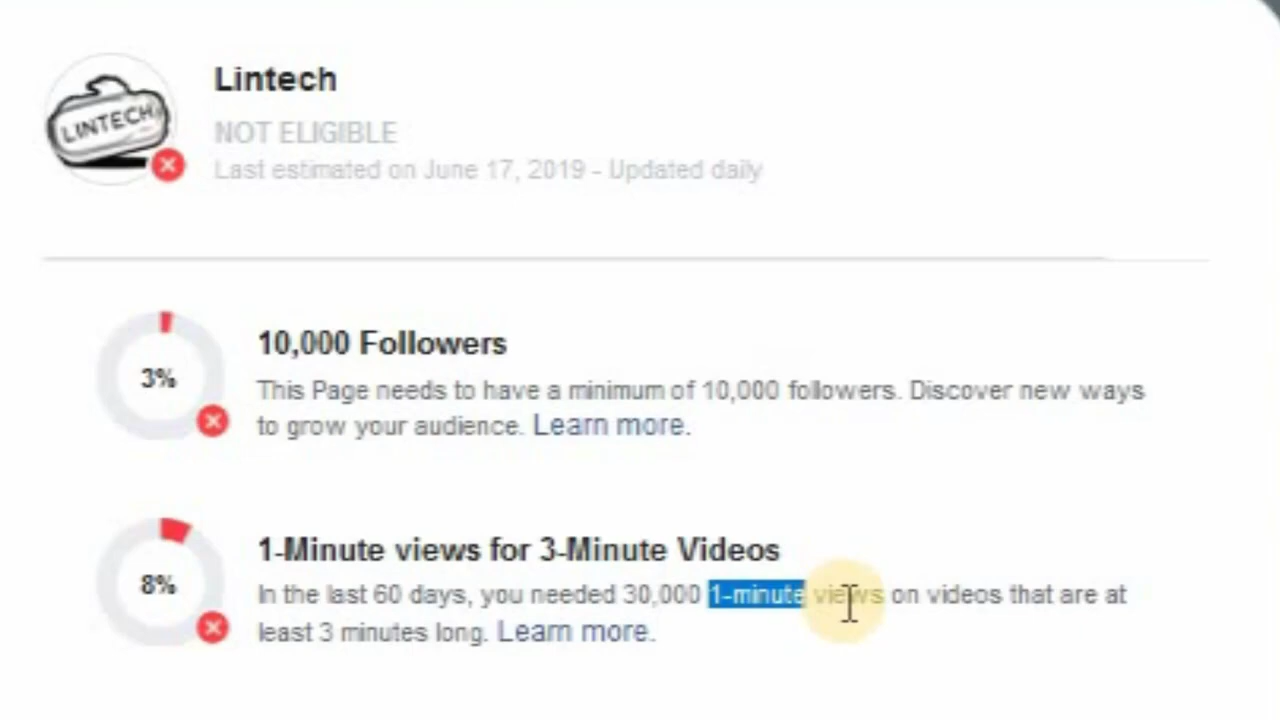 Lintech
LINTECH
NOT ELIGIBLE
Last estimated on June 17, 2019 - Updated daily
10,000 Followers
3%
This Page needs to have a minimum of 10,000 followers. Discover new ways
to grow your audience. Learn more.
1-Minute views for 3-Minute Videos
8%
In the last 60 days, you needed 30,000 1-minute views on videos that are at
least 3 minutes long. Learn more.